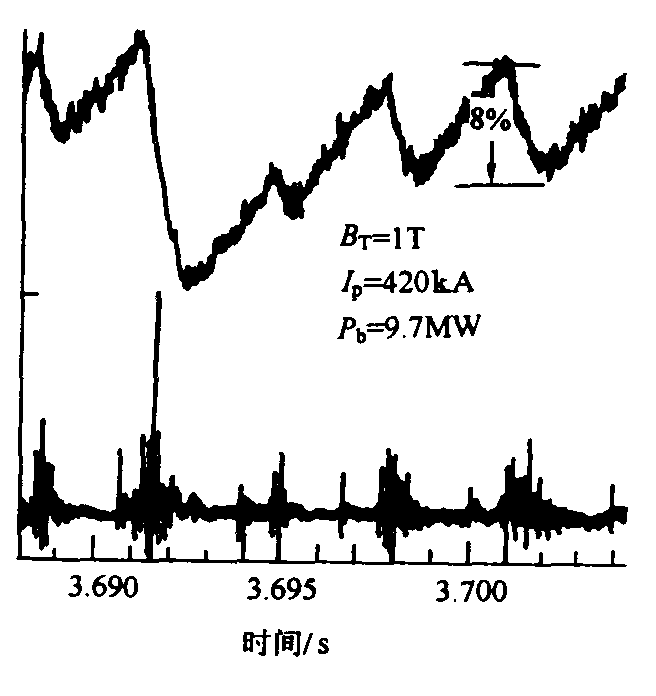 8%
B_T=1T
I_p=420kA
P_b=9.7MW
3.690 3.695 3.700
时间/s